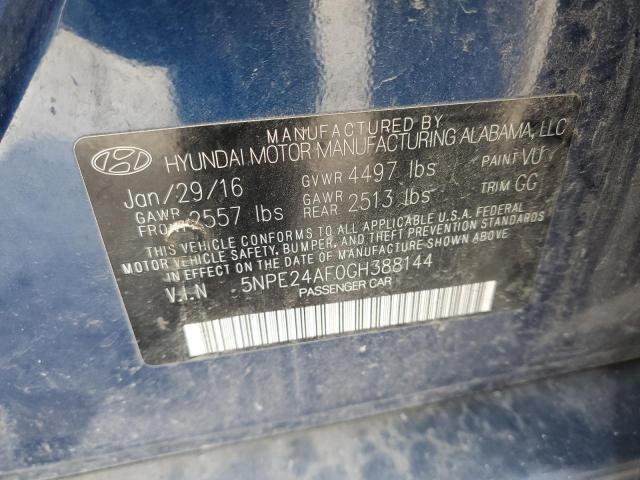 MANUFACTURED BY
HYUNDAI MOTOR MANUFACTURING ALABAMA, LLC
Jan/29/16 GVWR 4497 lbs PAINT VU
GAWR FRONT 2557 lbs GAWR REAR 2513 lbs TRIM GG
THIS VEHICLE CONFORMS TO ALL APPLICABLE U.S.A. FEDERAL
MOTOR VEHICLE SAFETY, BUMPER, AND THEFT PREVENTION STANDARDS
IN EFFECT ON THE DATE OF MANUFACTURE SHOWN ABOVE.
V.I.N 5NPE24AF0GH388144
PASSENGER CAR